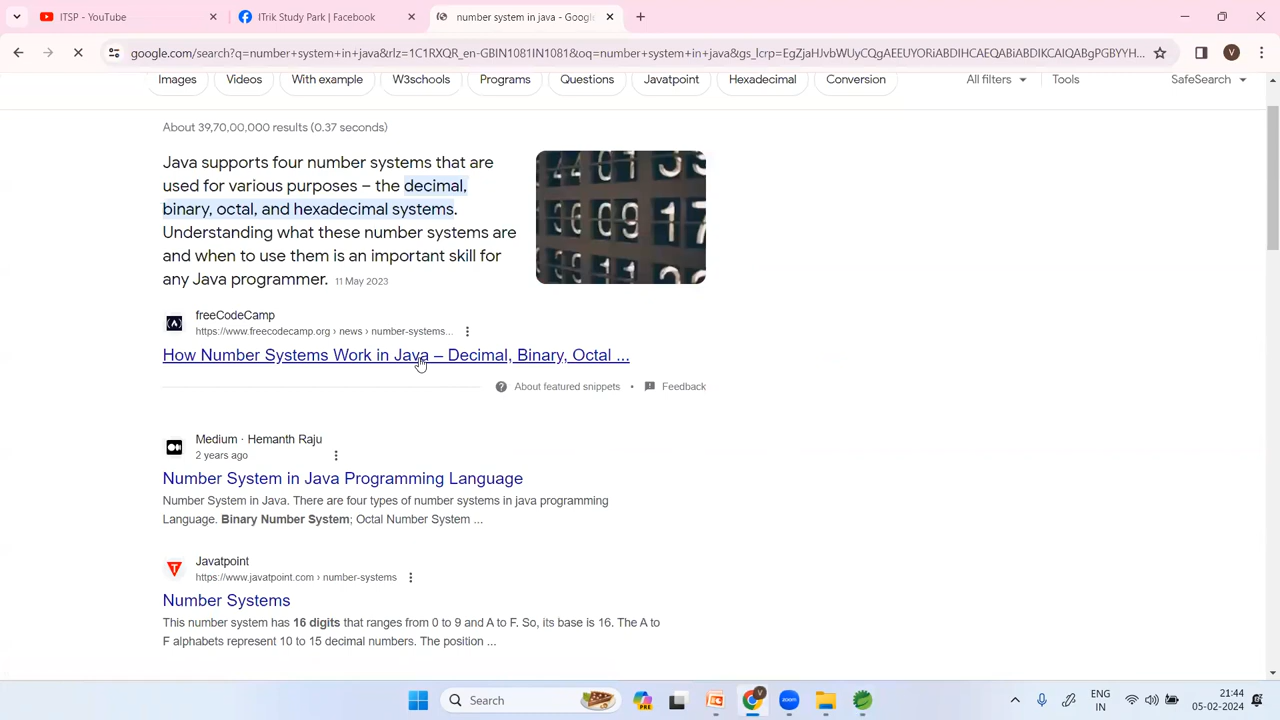 ITSP - YouTube
ITrik Study Park | Facebook
number system in java - Google
google.com/search?q=number+system+in+java&rlz=1C1RXQR_en-GBIN1081IN1081&oq=number+system+in+java&gs_lcrp=EgZjaHJvbWUyCQgAEEUYORiABDIHCAEQABiABDIKCAIQABgPGBYYH...
V
Images Videos With example W3schools Programs Questions Javatpoint Hexadecimal Conversion All filters Tools SafeSearch
About 39,70,00,000 results (0.37 seconds)
Java supports four number systems that are
used for various purposes – the decimal,
binary, octal, and hexadecimal systems.
Understanding what these number systems are
and when to use them is an important skill for
any Java programmer. 11 May 2023
freeCodeCamp
https://www.freecodecamp.org › news › number-systems...
How Number Systems Work in Java – Decimal, Binary, Octal ...
About featured snippets • Feedback
Medium · Hemanth Raju
2 years ago
Number System in Java Programming Language
Number System in Java. There are four types of number systems in java programming
Language. Binary Number System; Octal Number System ...
Javatpoint
https://www.javatpoint.com › number-systems
Number Systems
This number system has 16 digits that ranges from 0 to 9 and A to F. So, its base is 16. The A to
F alphabets represent 10 to 15 decimal numbers. The position ...
Search
PRE
V
ENG
IN
21:44
05-02-2024